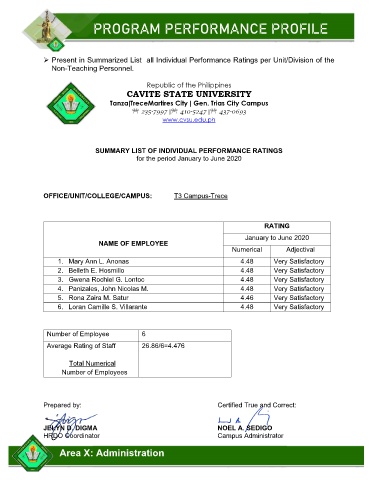 PROGRAM PERFORMANCE PROFILE
➢ Present in Summarized List all Individual Performance Ratings per Unit/Division of the
Non-Teaching Personnel.
Republic of the Philippines
CAVITE STATE UNIVERSITY
Tanza|TreceMartires City | Gen. Trias City Campus
☏ 235-7997 |☏ 410-5247 |☏ 437-0693
www.cvsu.edu.ph
SUMMARY LIST OF INDIVIDUAL PERFORMANCE RATINGS
for the period January to June 2020
OFFICE/UNIT/COLLEGE/CAMPUS: T3 Campus-Trece
NAME OF EMPLOYEE
RATING
January to June 2020
Numerical Adjectival
1. Mary Ann L. Anonas 4.48 Very Satisfactory
2. Belleth E. Hosmillo 4.48 Very Satisfactory
3. Gwena Rochiel G. Lontoc 4.48 Very Satisfactory
4. Panizales, John Nicolas M. 4.48 Very Satisfactory
5. Rona Zaira M. Satur 4.46 Very Satisfactory
6. Loran Camille S. Villarante 4.48 Very Satisfactory
Number of Employee 6
Average Rating of Staff 26.86/6=4.476
Total Numerical
Number of Employees
Prepared by: Certified True and Correct:
D. DIGMA NOEL A. SEDIGO
HRDO Coordinator Campus Administrator
Area X: Administration